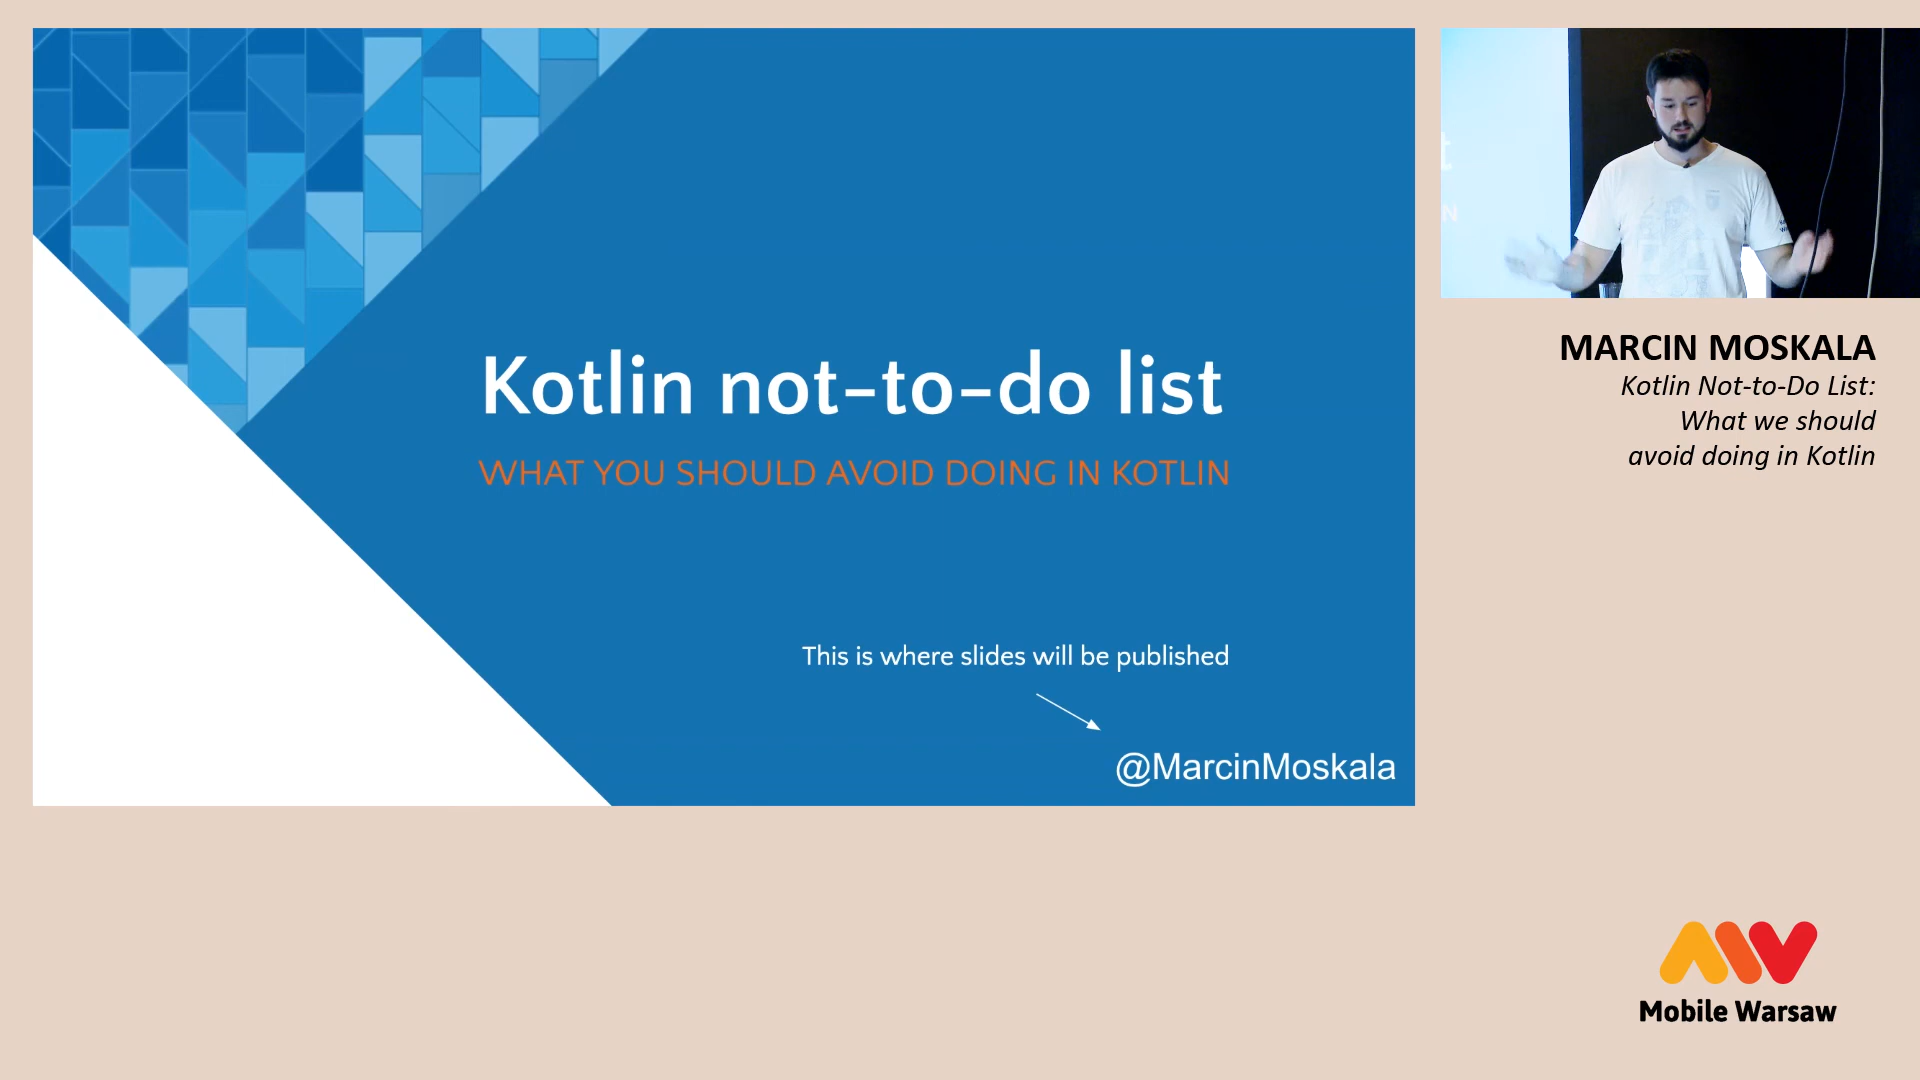 Kotlin not-to-do list
WHAT YOU SHOULD AVOID DOING IN KOTLIN
This is where slides will be published
@MarcinMoskala
MARCIN MOSKALA
Kotlin Not-to-Do List:
What we should
avoid doing in Kotlin
Mobile Warsaw